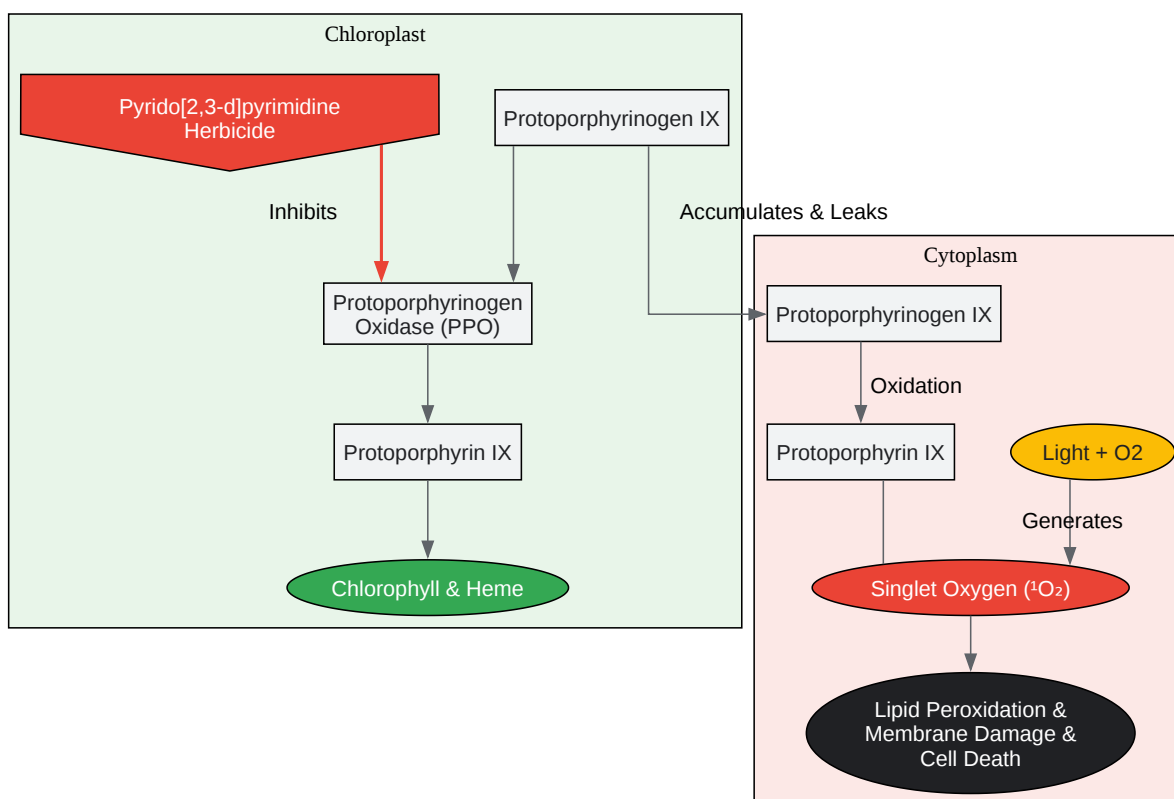 Chloroplast
Pyrido[2,3-d]pyrimidine
Herbicide
Protoporphyrinogen IX
Inhibits
Accumulates & Leaks
Cytoplasm
Protoporphyrinogen
Oxidase (PPO)
Protoporphyrinogen IX
Oxidation
Protoporphyrin IX
Protoporphyrin IX
Light + O2
Generates
Chlorophyll & Heme
Singlet Oxygen (¹O₂)
Lipid Peroxidation &
Membrane Damage &
Cell Death